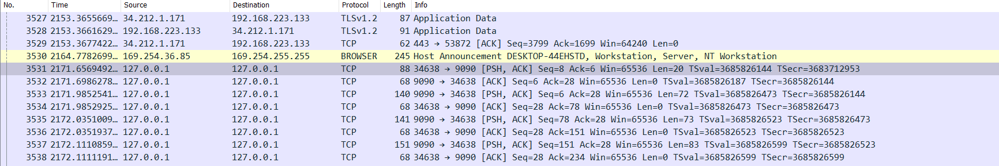 No. Time Source Destination Protocol Length Info
3527 2153.3655669… 34.212.1.171 192.168.223.133 TLSv1.2 87 Application Data
3528 2153.3661629… 192.168.223.133 34.212.1.171 TLSv1.2 91 Application Data
3529 2153.3677422… 34.212.1.171 192.168.223.133 TCP 62 443 → 53872 [ACK] Seq=3799 Ack=1699 Win=64240 Len=0
3530 2164.7782699… 169.254.36.85 169.254.255.255 BROWSER 245 Host Announcement DESKTOP-44EHSTD, Workstation, Server, NT Workstation
3531 2171.6569492… 127.0.0.1 127.0.0.1 TCP 88 34638 → 9090 [PSH, ACK] Seq=8 Ack=6 Win=65536 Len=20 TSval=3685826144 TSecr=3683712953
3532 2171.6986278… 127.0.0.1 127.0.0.1 TCP 68 9090 → 34638 [ACK] Seq=6 Ack=28 Win=65536 Len=0 TSval=3685826187 TSecr=3685826144
3533 2171.9852541… 127.0.0.1 127.0.0.1 TCP 140 9090 → 34638 [PSH, ACK] Seq=6 Ack=28 Win=65536 Len=72 TSval=3685826473 TSecr=3685826144
3534 2171.9852925… 127.0.0.1 127.0.0.1 TCP 68 34638 → 9090 [ACK] Seq=28 Ack=78 Win=65536 Len=0 TSval=3685826473 TSecr=3685826473
3535 2172.0351009… 127.0.0.1 127.0.0.1 TCP 141 9090 → 34638 [PSH, ACK] Seq=78 Ack=28 Win=65536 Len=73 TSval=3685826523 TSecr=3685826473
3536 2172.0351937… 127.0.0.1 127.0.0.1 TCP 68 34638 → 9090 [ACK] Seq=28 Ack=151 Win=65536 Len=0 TSval=3685826523 TSecr=3685826523
3537 2172.1110859… 127.0.0.1 127.0.0.1 TCP 151 9090 → 34638 [PSH, ACK] Seq=151 Ack=28 Win=65536 Len=83 TSval=3685826599 TSecr=3685826523
3538 2172.1111191… 127.0.0.1 127.0.0.1 TCP 68 34638 → 9090 [ACK] Seq=28 Ack=234 Win=65536 Len=0 TSval=3685826599 TSecr=3685826599